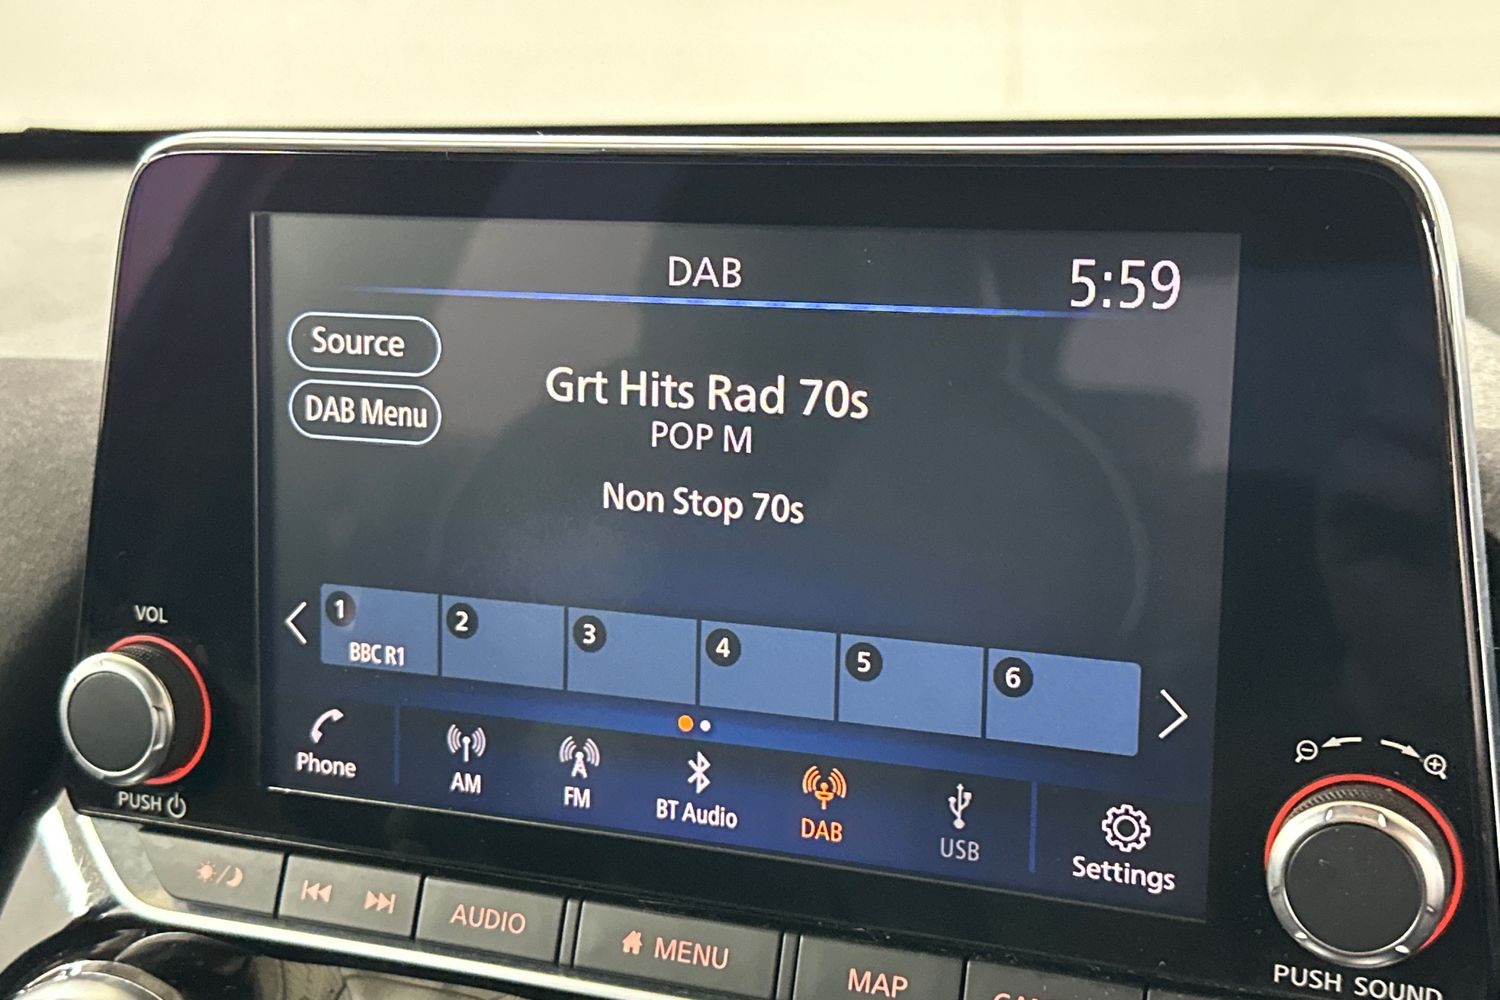 DAB
5:59
Source
DAB Menu
Grt Hits Rad 70s
POP M
Non Stop 70s
1
BBC R1
2
3
4
5
6
Phone
AM
FM
BT Audio
DAB
USB
Settings
VOL
PUSH
AUDIO
MENU
MAP
PUSH SOUND